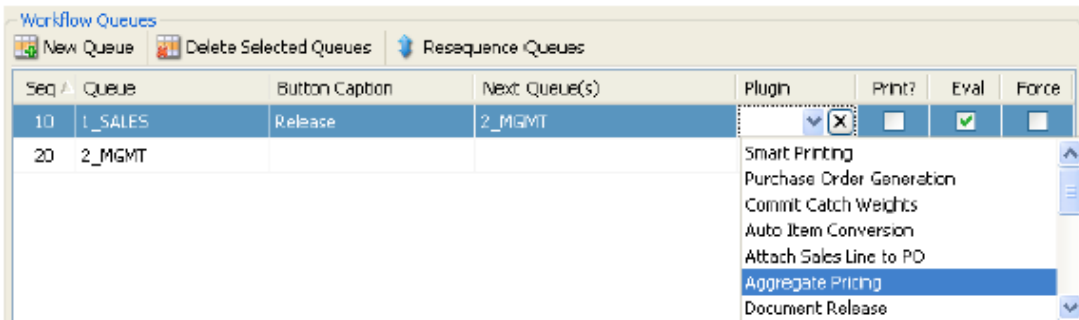 Workflow Queues
New Queue Delete Selected Queues Resequence Queues
Seq Queue Button Caption Next Queue(s) Plugin Print? Eval Force
10 1_SALES Release 2_MGMT
20 2_MGMT
Smart Printing
Purchase Order Generation
Commit Catch Weights
Auto Item Conversion
Attach Sales Line to PO
Aggregate Pricing
Document Release